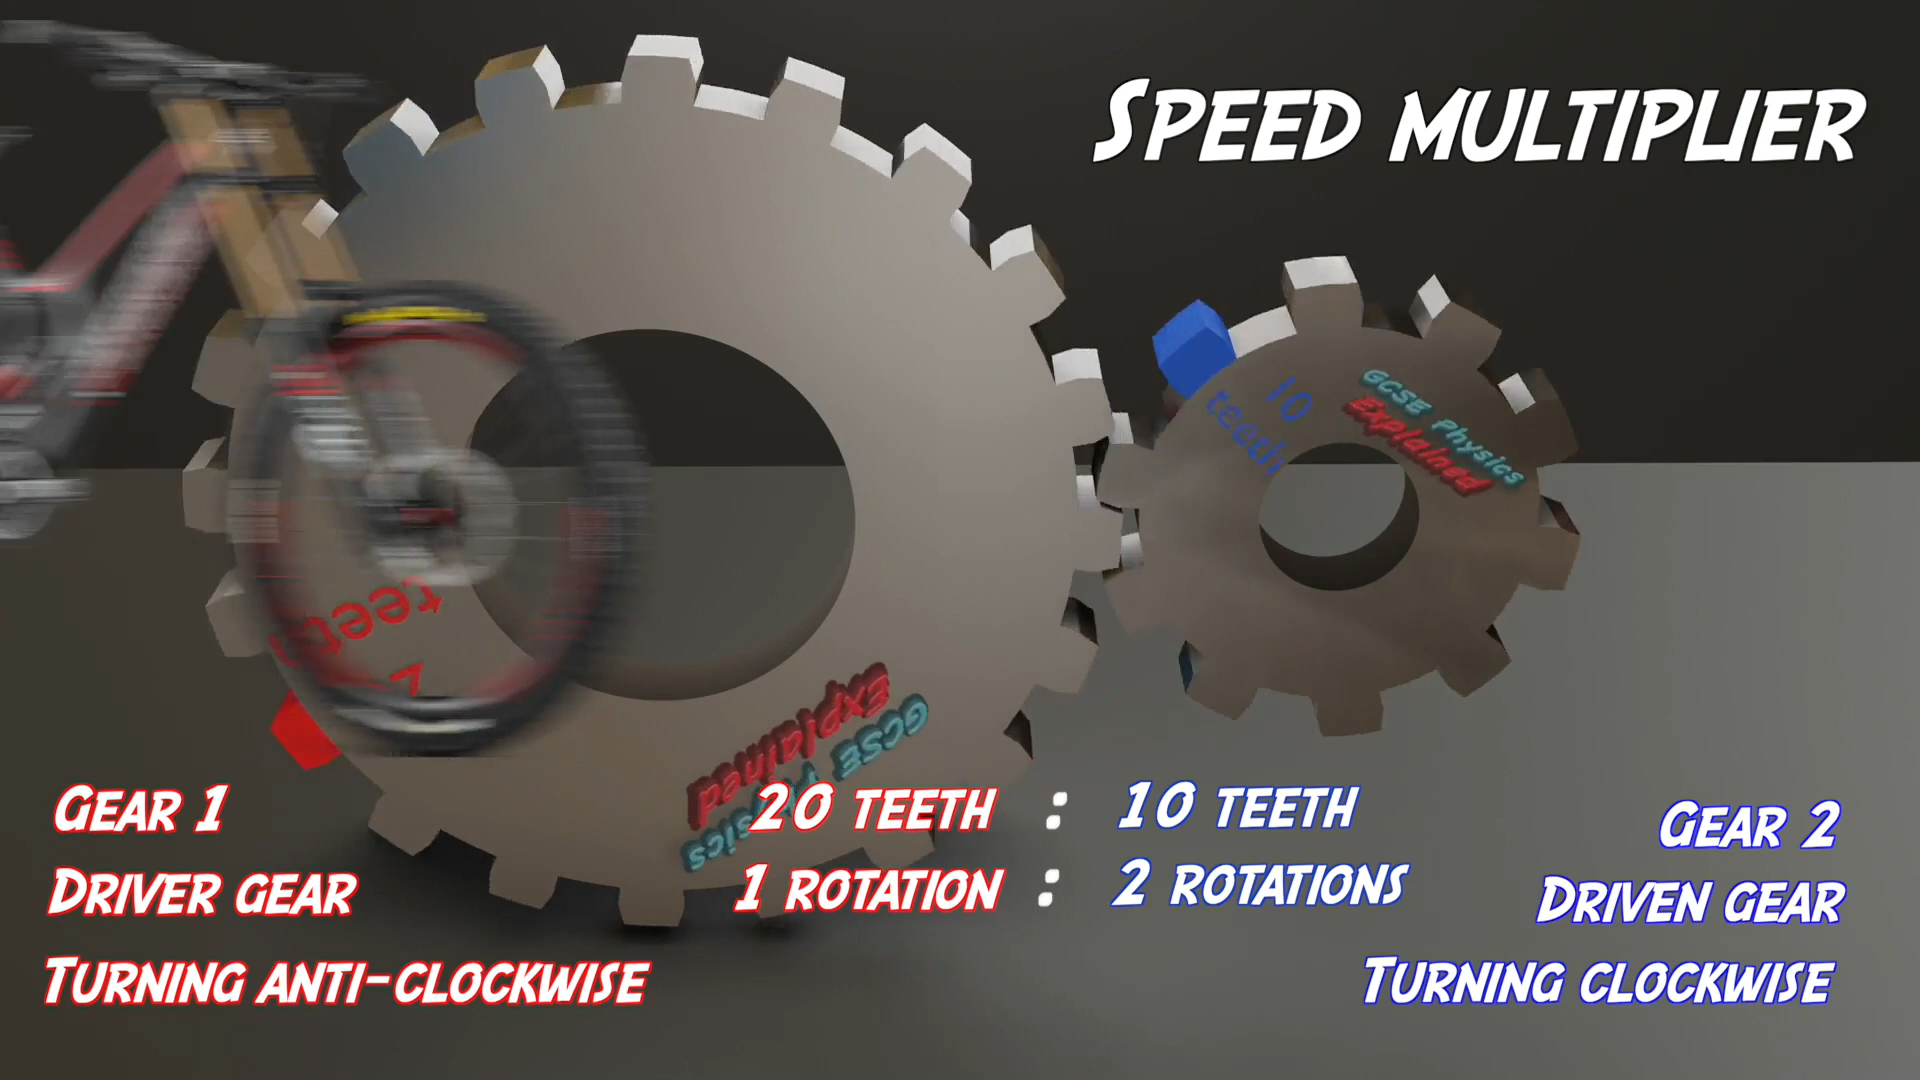 SPEED MULTIPLIER
10
teeth
GCSE Physics
Explained
teeth
GCSE Physics
Explained
GEAR 1
20 TEETH : 10 TEETH
GEAR 2
DRIVER GEAR
1 ROTATION : 2 ROTATIONS
DRIVEN GEAR
TURNING ANTI-CLOCKWISE
TURNING CLOCKWISE